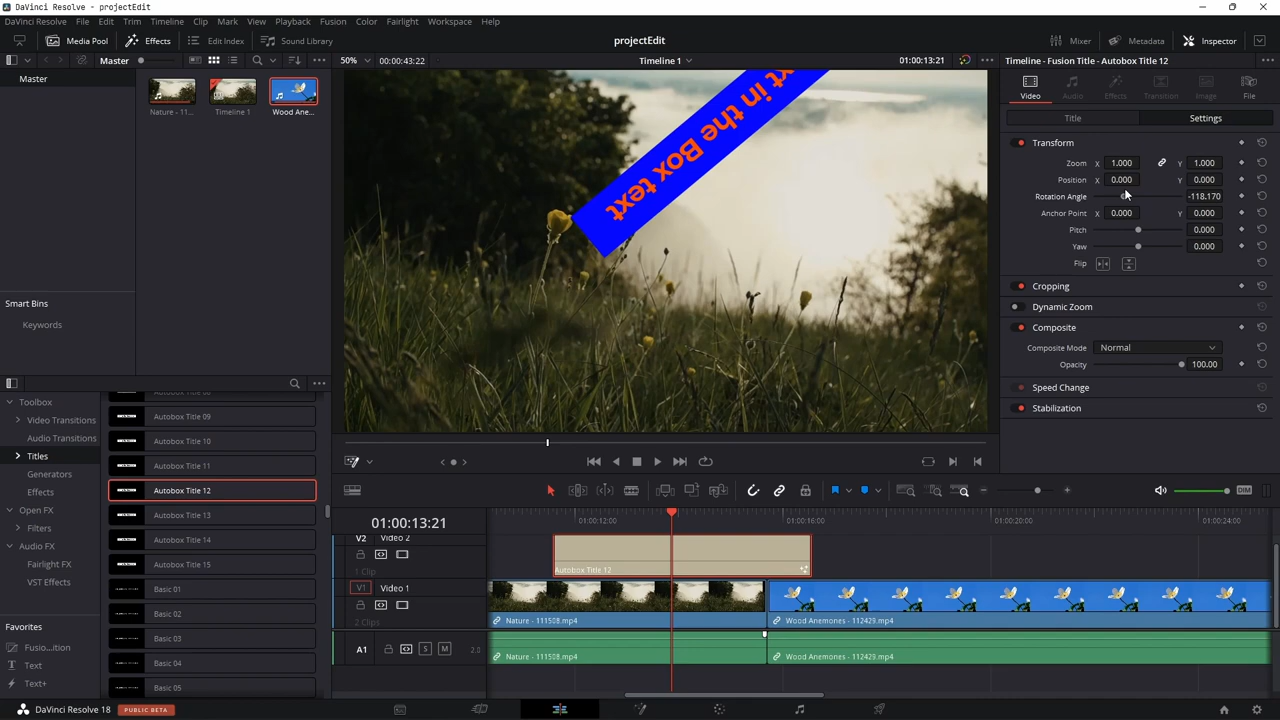 DaVinci Resolve - projectEdit
DaVinci Resolve File Edit Trim Timeline Clip Mark View Playback Fusion Color Fairlight Workspace Help
Media Pool Effects Edit Index Sound Library projectEdit Mixer Metadata Inspector
Master 50% 00:00:43:22 Timeline 1 01:00:13:21 Timeline - Fusion Title - Autobox Title 12
Master
Nature - 11... Timeline 1 Wood Ane...
Video Audio Effects Transition Image File
Title Settings
Transform
Zoom X 1.000 Y 1.000
Position X 0.000 Y 0.000
Rotation Angle -118.170
Anchor Point X 0.000 Y 0.000
Pitch 0.000
Yaw 0.000
Flip
Cropping
Dynamic Zoom
Composite
Composite Mode Normal
Opacity 100.00
Speed Change
Stabilization
in the Box text
Smart Bins
Keywords
Toolbox
Video Transitions
Audio Transitions
Titles
Generators
Effects
Open FX
Filters
Audio FX
Fairlight FX
VST Effects
Favorites
Fusio...ition
Text
Text+
Autobox Title 08
Autobox Title 09
Autobox Title 10
Autobox Title 11
Autobox Title 12
Autobox Title 13
Autobox Title 14
Autobox Title 15
Basic 01
Basic 02
Basic 03
Basic 04
Basic 05
DIM
01:00:13:21 01:00:12:00 01:00:16:00 01:00:20:00 01:00:24:00
V2 Video 2
1 Clip
Autobox Title 12
V1 Video 1
2 Clips
Nature - 111508.mp4 Wood Anemones - 112429.mp4
A1 S M 2.0
Nature - 111508.mp4 Wood Anemones - 112429.mp4
DaVinci Resolve 18 PUBLIC BETA